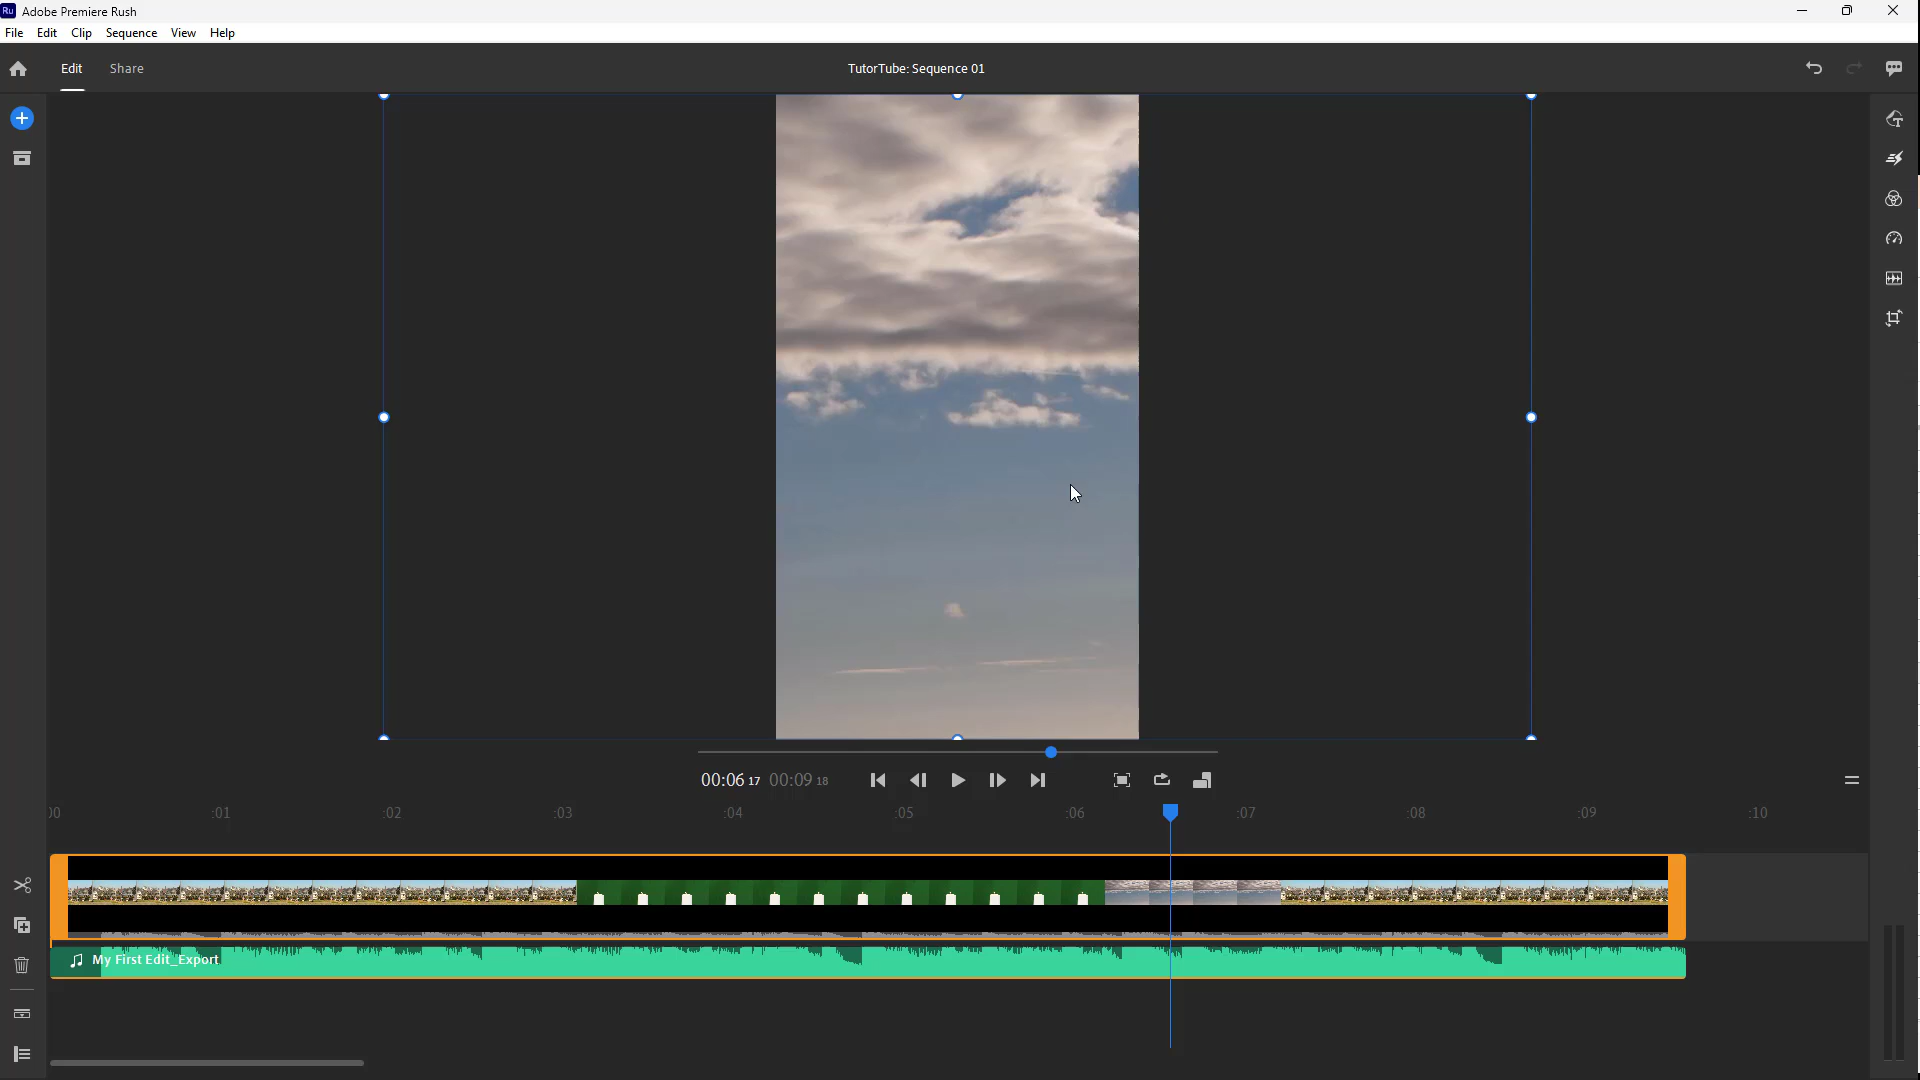 Ru Adobe Premiere Rush
File Edit Clip Sequence View Help
Edit Share TutorTube: Sequence 01
00:06 17 00:09 18
:00 :01 :02 :03 :04 :05 :06 :07 :08 :09 :10
My First Edit_Export